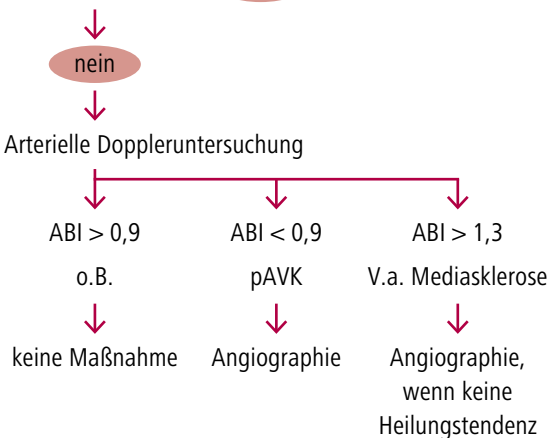 nein
Arterielle Doppleruntersuchung
ABI > 0,9
o.B.
keine Maßnahme
ABI < 0,9
pAVK
Angiographie
ABI > 1,3
V.a. Mediasklerose
Angiographie,
wenn keine
Heilungstendenz